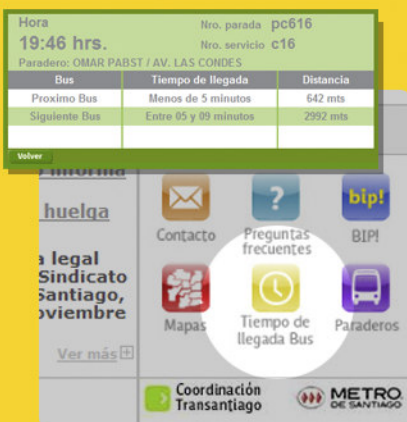 Hora
Nro. parada pc616
19:46 hrs.
Nro. servicio c16
Paradero: OMAR PABST / AV. LAS CONDES
Bus Tiempo de llegada Distancia
Proximo Bus Menos de 5 minutos 642 mts
Siguiente Bus Entre 05 y 09 minutos 2992 mts
Volver
informa
huelga
a legal
Sindicato
Santiago,
oviembre
Ver más
Contacto
Preguntas
frecuentes
bip!
BIP!
Mapas
Tiempo de
llegada Bus
Paraderos
Coordinación
Transantiago
METRO
DE SANTIAGO